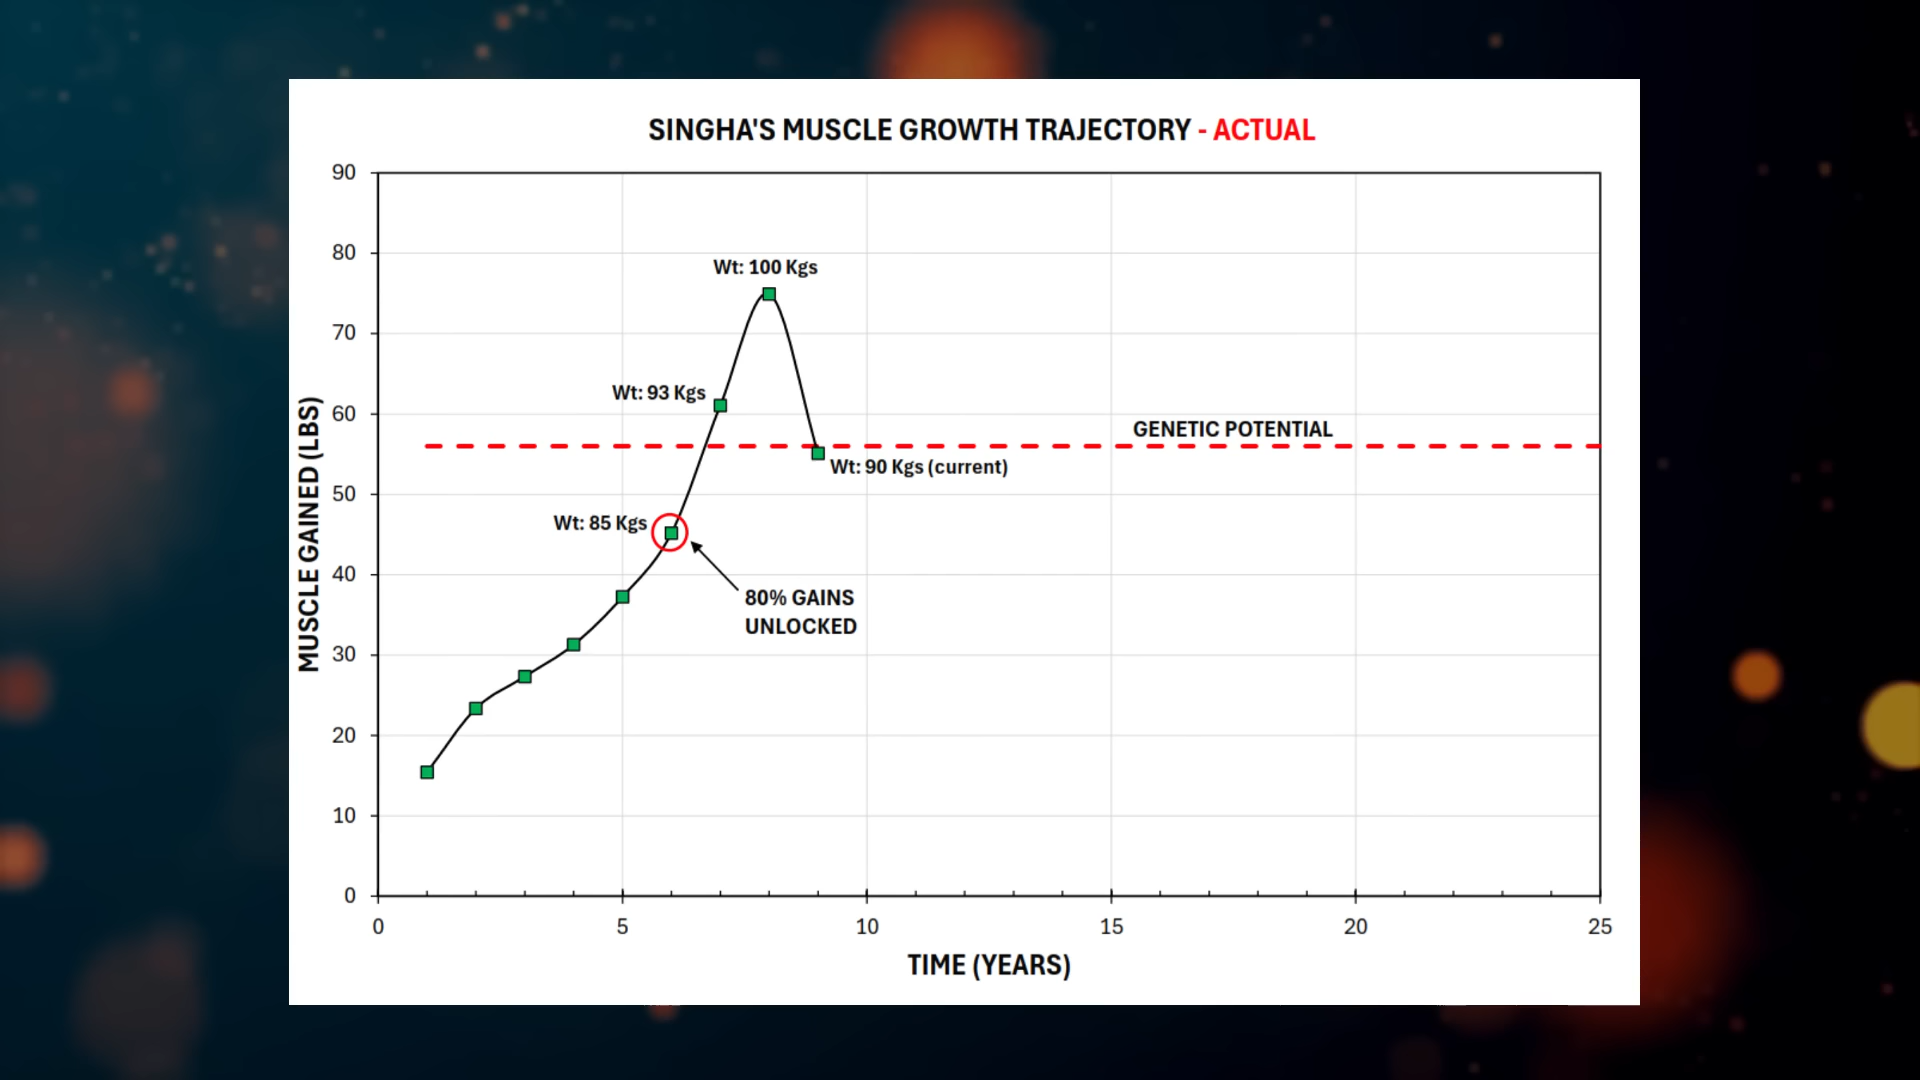 SINGHA'S MUSCLE GROWTH TRAJECTORY - ACTUAL
90
80
70
60
50
40
30
20
10
0
MUSCLE GAINED (LBS)
Wt: 100 Kgs
Wt: 93 Kgs
GENETIC POTENTIAL
Wt: 90 Kgs (current)
Wt: 85 Kgs
80% GAINS
UNLOCKED
0 5 10 15 20 25
TIME (YEARS)